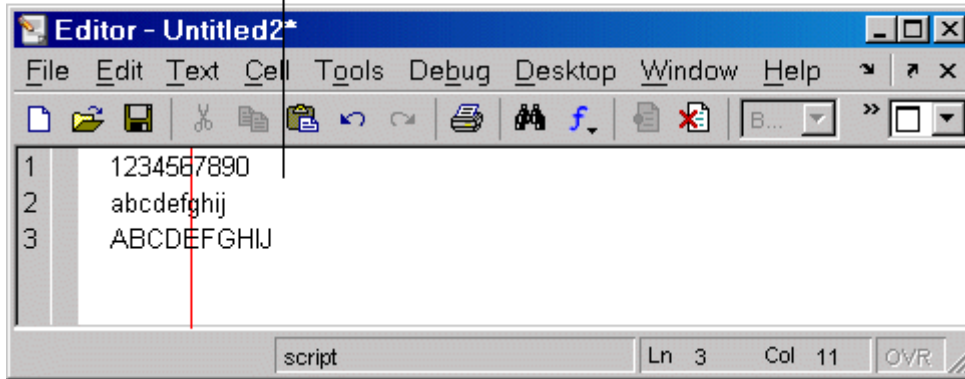 Editor - Untitled2*
File Edit Text Cell Tools Debug Desktop Window Help
B...
1 1234567890
2 abcdefghij
3 ABCDEFGHIJ
script Ln 3 Col 11 OVR